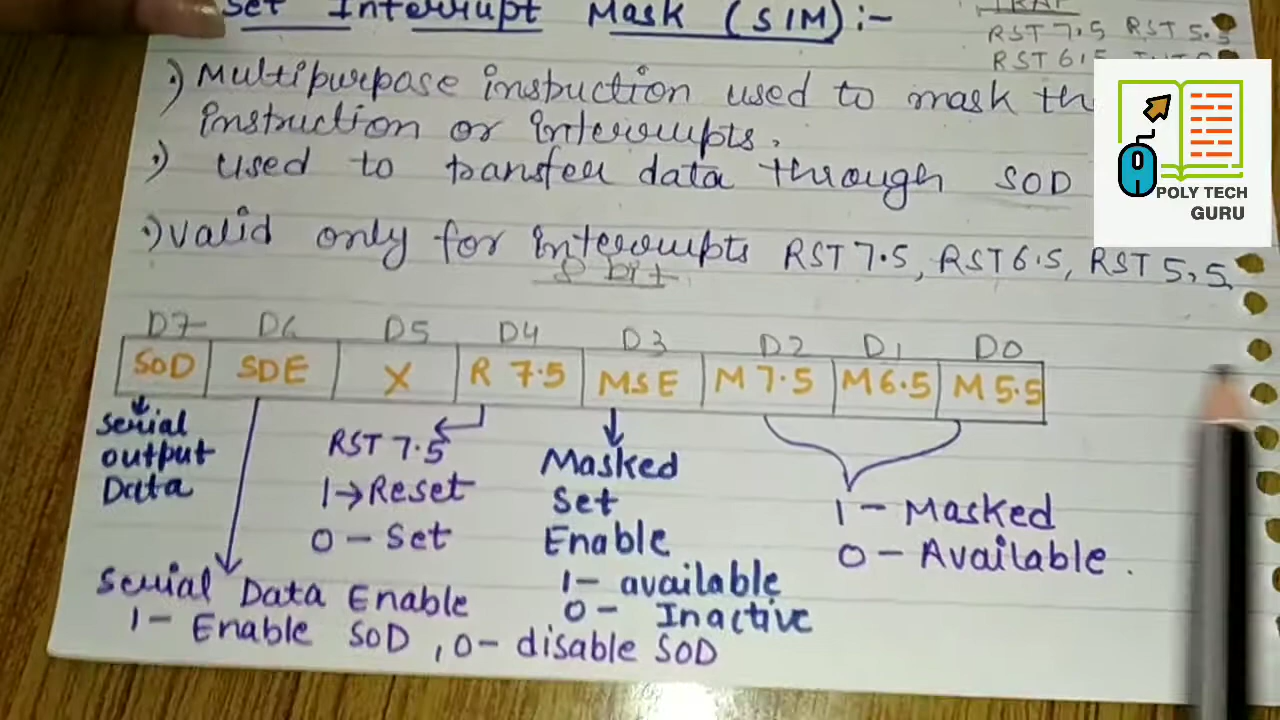 Set Interrupt Mask (SIM):-
TRAP
RST 7.5 RST 5.5
RST 6.5
·) Multipurpose instruction used to mask
instruction or interrupts.
·) used to transfer data through SOD
·) valid only for interrupts RST 7.5, RST 6.5, RST 5.5
8 bit
D7 D6 D5 D4 D3 D2 D1 D0
SOD SDE X R 7.5 MSE M 7.5 M 6.5 M 5.5
serial
output
Data
RST 7.5
1→Reset
0 - Set
Masked
Set
Enable
1- available
0- Inactive
1 - Masked
0 - Available.
Serial Data Enable
1- Enable SOD, 0- disable SOD
POLY TECH
GURU